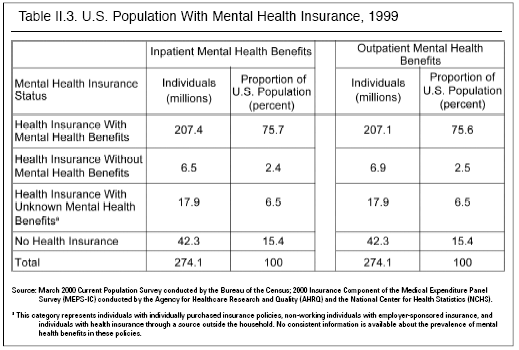 Table II.3. U.S. Population With Mental Health Insurance, 1999
Inpatient Mental Health Benefits
Outpatient Mental Health
Benefits
Mental Health Insurance
Status
Individuals
(millions)
Proportion of
U.S. Population
(percent)
Individuals
(millions)
Proportion of
U.S. Population
(percent)
Health Insurance With
Mental Health Benefits
207.4 75.7 207.1 75.6
Health Insurance Without
Mental Health Benefits
6.5 2.4 6.9 2.5
Health Insurance With
Unknown Mental Health
Benefitsª
17.9 6.5 17.9 6.5
No Health Insurance 42.3 15.4 42.3 15.4
Total 274.1 100 274.1 100
Source: March 2000 Current Population Survey conducted by the Bureau of the Census; 2000 Insurance Component of the Medical Expenditure Panel
Survey (MEPS-IC) conducted by the Agency for Healthcare Research and Quality (AHRQ) and the National Center for Health Statistics (NCHS).
ª This category represents individuals with individually purchased insurance policies, non-working individuals with employer-sponsored insurance, and
individuals with health insurance through a source outside the household. No consistent information is available about the prevalence of mental
health benefits in these policies.